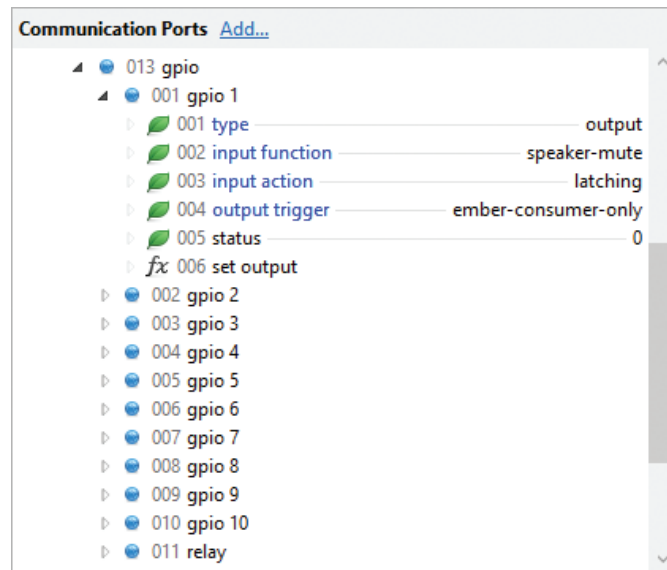 Communication Ports Add...
013 gpio
001 gpio 1
001 type output
002 input function speaker-mute
003 input action latching
004 output trigger ember-consumer-only
005 status 0
fx 006 set output
002 gpio 2
003 gpio 3
004 gpio 4
005 gpio 5
006 gpio 6
007 gpio 7
008 gpio 8
009 gpio 9
010 gpio 10
011 relay